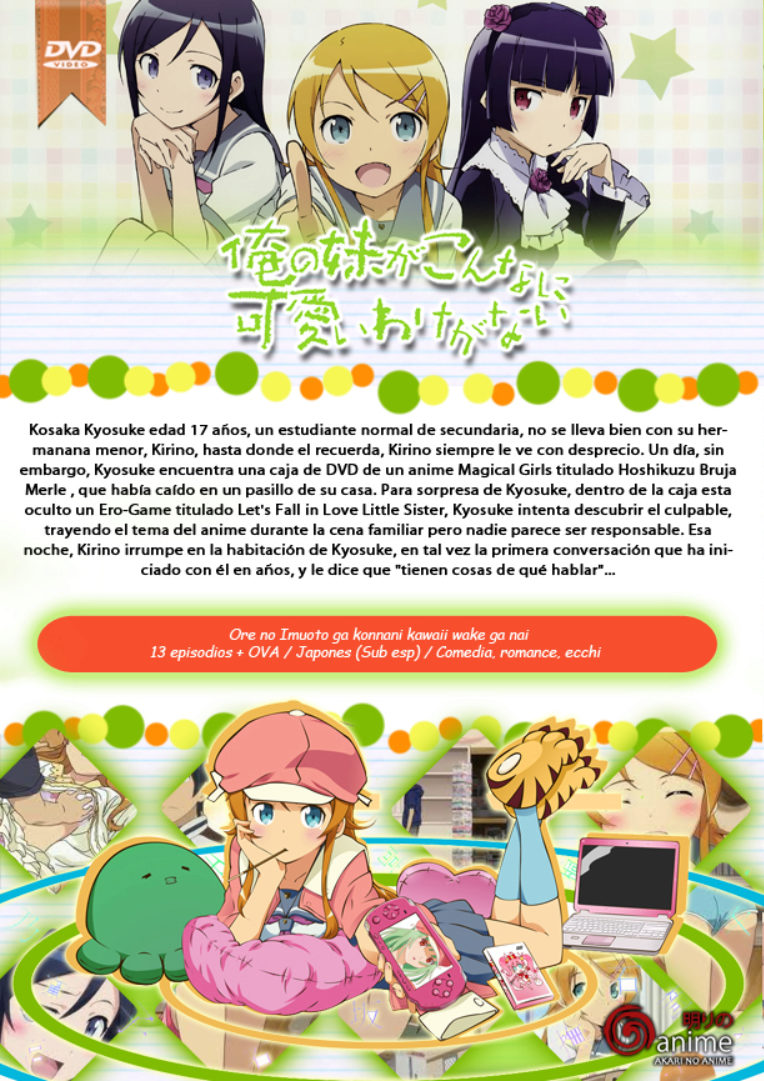 DVD
VIDEO
俺の妹がこんなに
可愛いわけがない
Kosaka Kyosuke edad 17 años, un estudiante normal de secundaria, no se lleva bien con su her-
manana menor, Kirino, hasta donde el recuerda, Kirino siempre le ve con desprecio. Un día, sin
embargo, Kyosuke encuentra una caja de DVD de un anime Magical Girls titulado Hoshikuzu Bruja
Merle , que había caído en un pasillo de su casa. Para sorpresa de Kyosuke, dentro de la caja esta
oculto un Ero-Game titulado Let's Fall in Love Little Sister, Kyosuke intenta descubrir el culpable,
trayendo el tema del anime durante la cena familiar pero nadie parece ser responsable. Esa
noche, Kirino irrumpe en la habitación de Kyosuke, en tal vez la primera conversación que ha ini-
ciado con él en años, y le dice que "tienen cosas de qué hablar"...
Ore no Imuoto ga konnani kawaii wake ga nai
13 episodios + OVA / Japones (Sub esp) / Comedia, romance, ecchi
明りの
anime
AKARI NO ANIME